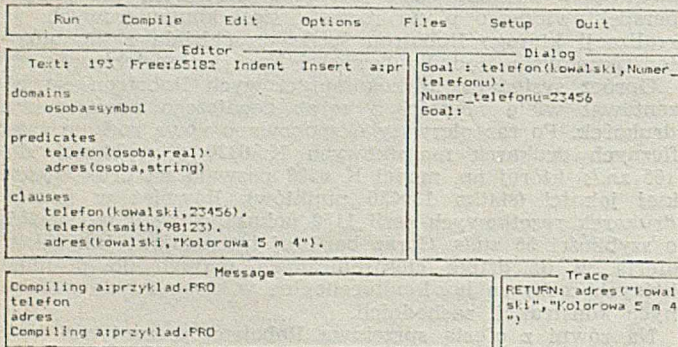 Run Compile Edit Options Files Setup Quit
Editor
Text: 193 Free:65182 Indent Insert a:pr
domains
osoba=symbol
predicates
telefon(osoba,real)
adres(osoba,string)
clauses
telefon(kowalski,23456).
telefon(smith,98123).
adres(kowalski,"Kolorowa 5 m 4").
Dialog
Goal : telefon(kowalski,Numer_
telefonu).
Numer_telefonu=23456
Goal:
Message
Compiling a:przyklad.PRO
telefon
adres
Compiling a:przyklad.PRO
Trace
RETURN: adres("kowal
ski","Kolorowa 5 m 4
")